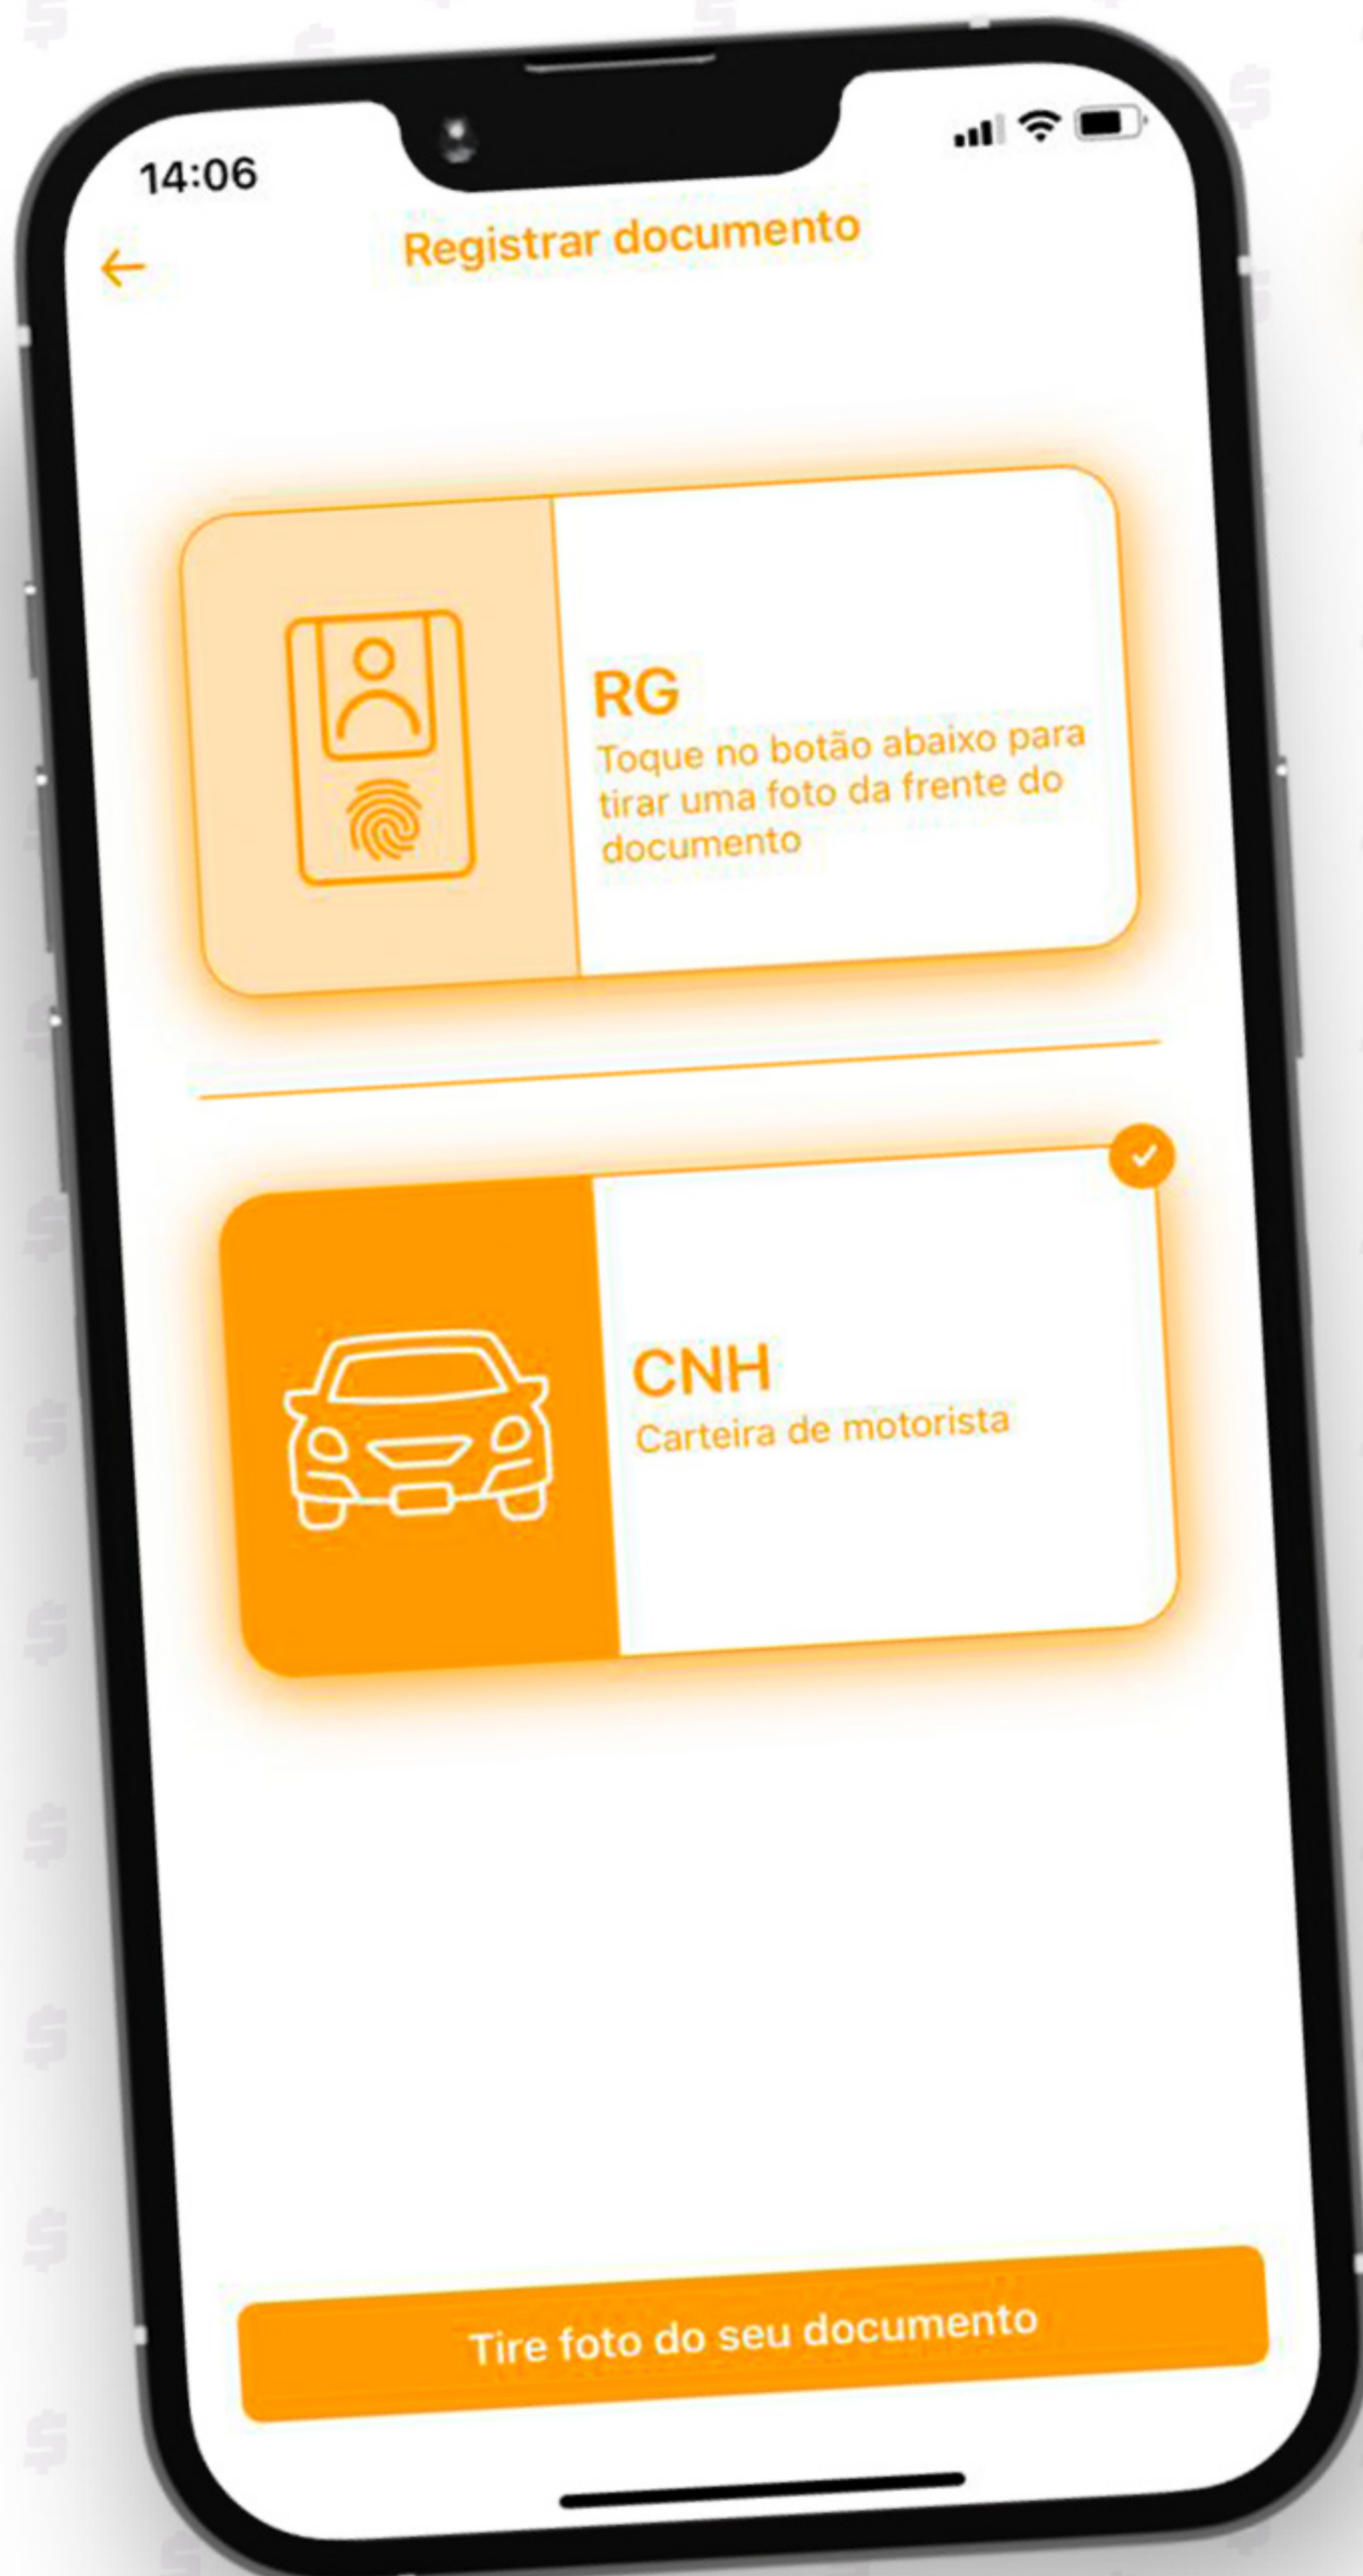 14:06
Registrar documento
RG
Toque no botão abaixo para
tirar uma foto da frente do
documento
CNH
Carteira de motorista
Tire foto do seu documento